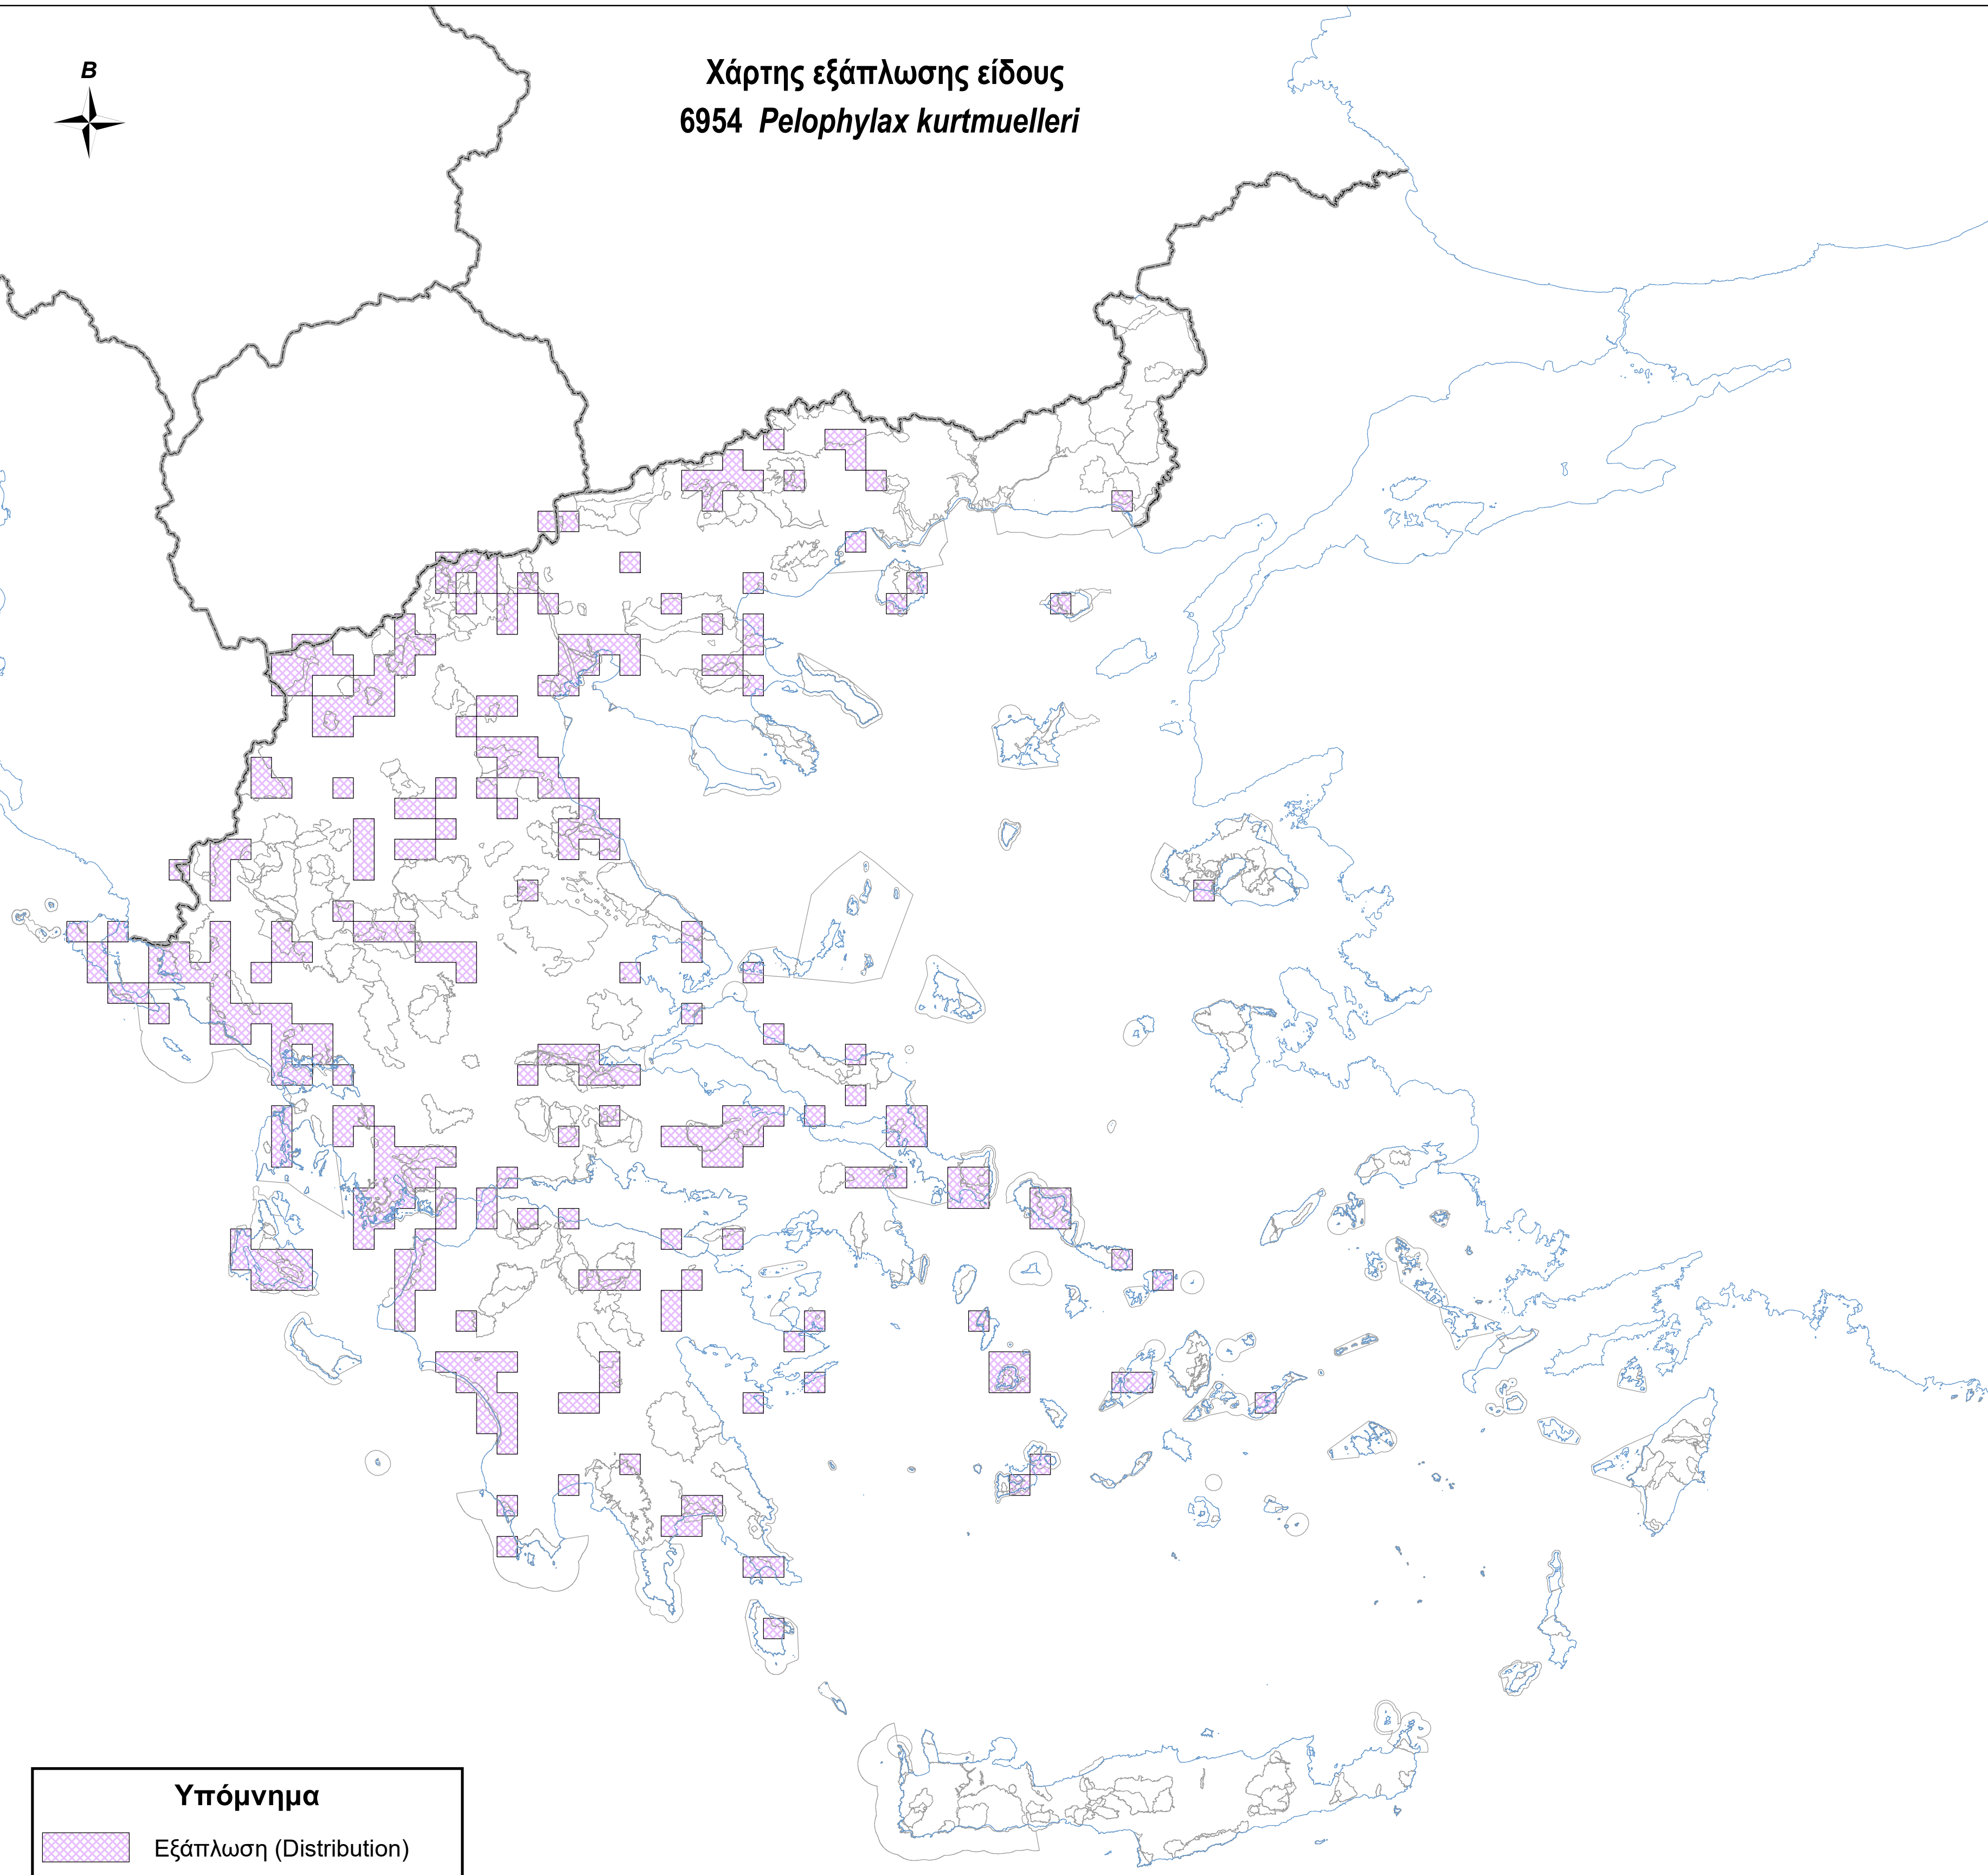 Χάρτης εξάπλωσης είδους
6954 Pelophylax kurtmuelleri
Β
Υπόμνημα
Εξάπλωση (Distribution)